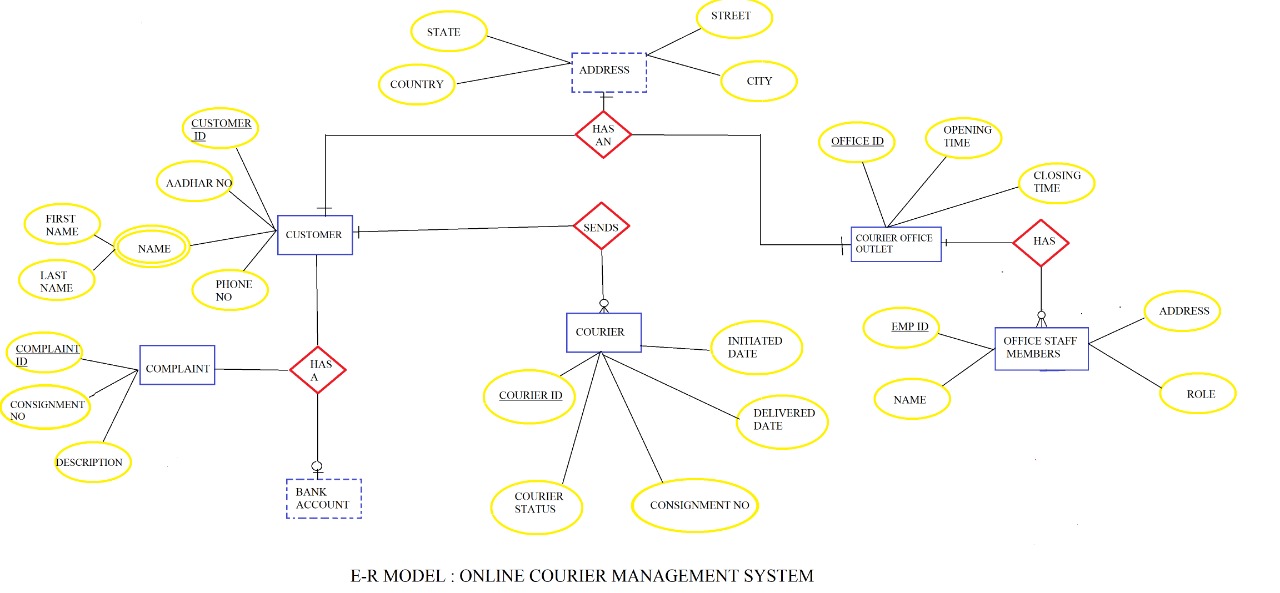 STREET
STATE
ADDRESS
COUNTRY
CITY
CUSTOMER
ID
HAS
AN
OPENING
TIME
OFFICE ID
AADHAR NO
CLOSING
TIME
FIRST
NAME
NAME
CUSTOMER
SENDS
COURIER OFFICE
OUTLET
HAS
LAST
NAME
PHONE
NO
ADDRESS
EMP ID
COURIER
OFFICE STAFF
MEMBERS
INITIATED
DATE
COMPLAINT
ID
COMPLAINT
HAS
A
COURIER ID
NAME
ROLE
CONSIGNMENT
NO
DELIVERED
DATE
DESCRIPTION
BANK
ACCOUNT
COURIER
STATUS
CONSIGNMENT NO
E-R MODEL : ONLINE COURIER MANAGEMENT SYSTEM